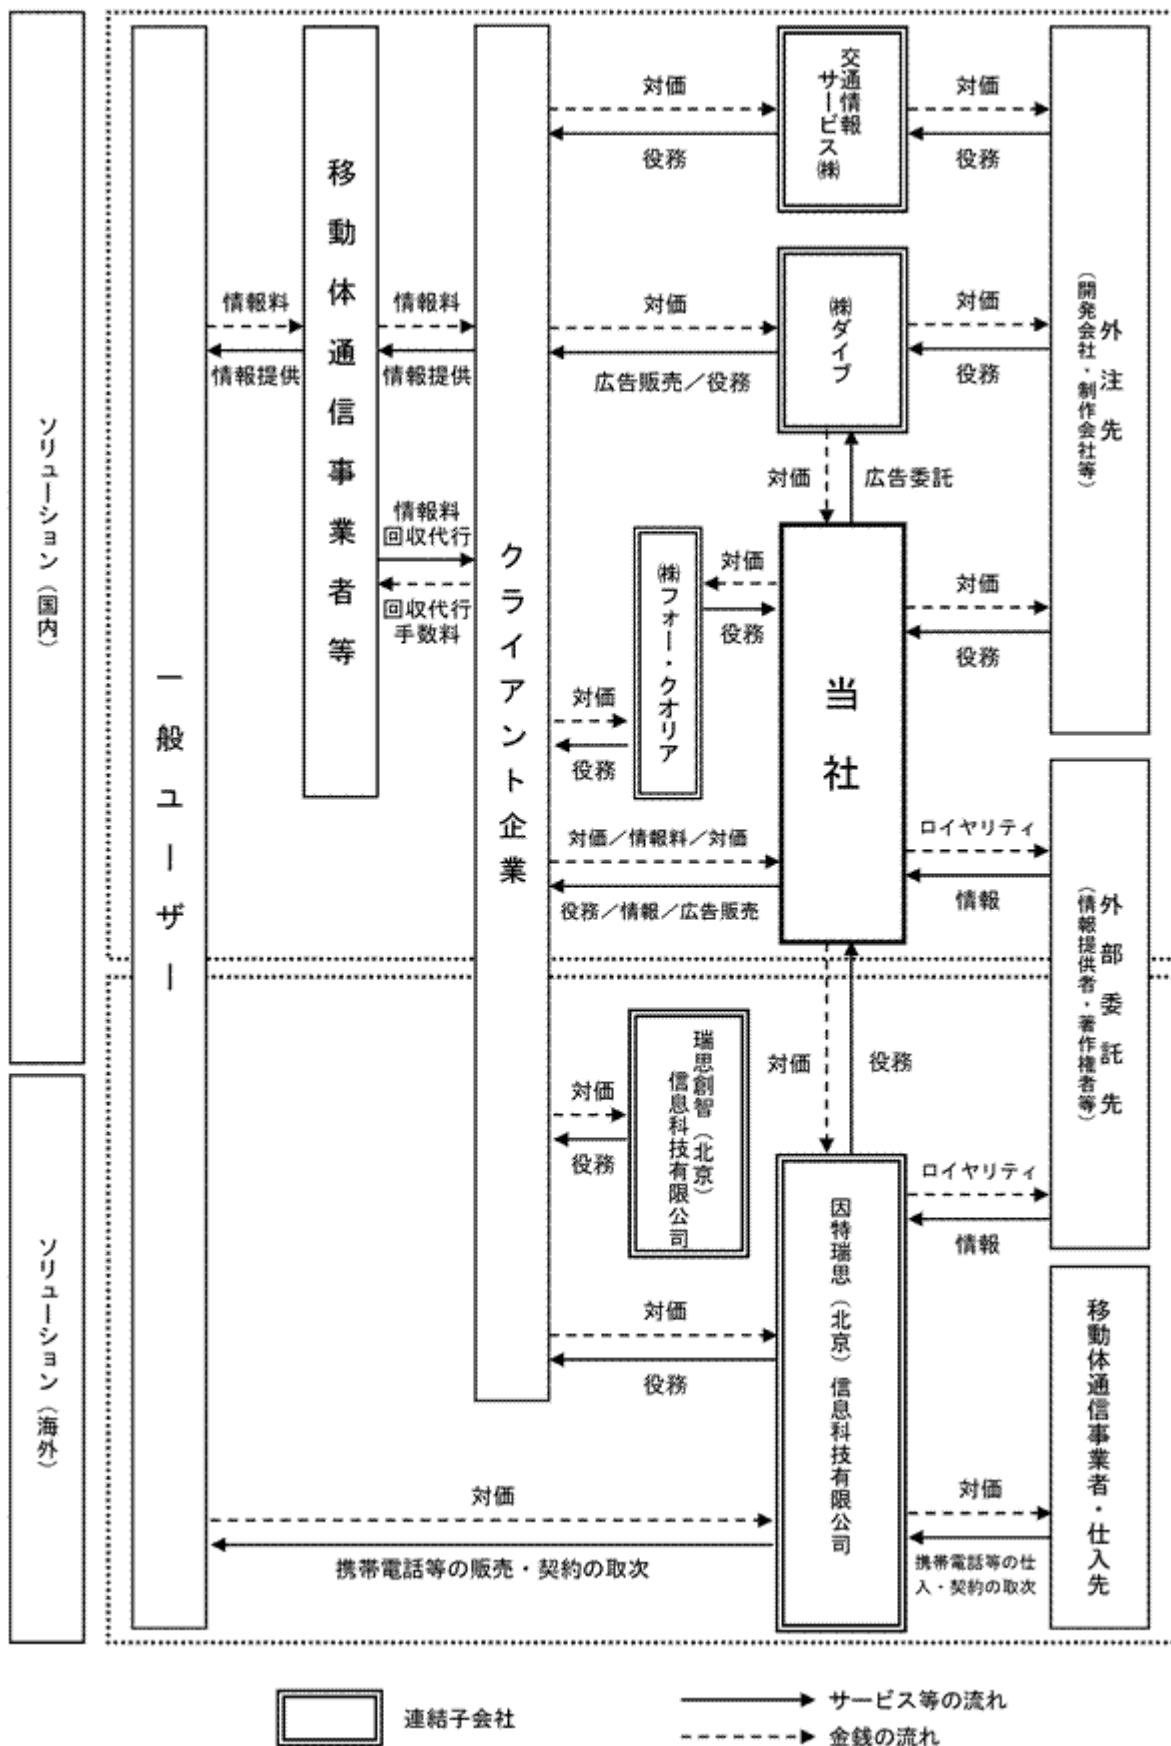 ソリューション（国内）
ソリューション（海外）
一般ユーザー
情報料
情報提供
移動体通信事業者等
情報料
情報提供
情報料
回収代行
回収代行
手数料
クライアント企業
対価
役務
交通情報
サービス㈱
対価
役務
対価
広告販売／役務
㈱ダイブ
対価
役務
対価
広告委託
㈱フォー・クオリア
対価
役務
対価
役務
当社
対価
役務
対価／情報料／対価
役務／情報／広告販売
ロイヤリティ
情報
外注先
（開発会社・制作会社等）
外部委託先
（情報提供者・著作権者等）
対価
役務
瑞思創智（北京）
信息科技有限公司
対価
役務
因特瑞思（北京）信息科技有限公司
ロイヤリティ
情報
対価
役務
対価
携帯電話等の販売・契約の取次
対価
携帯電話等の仕
入・契約の取次
移動体通信事業者・仕入先
連結子会社
サービス等の流れ
金銭の流れ